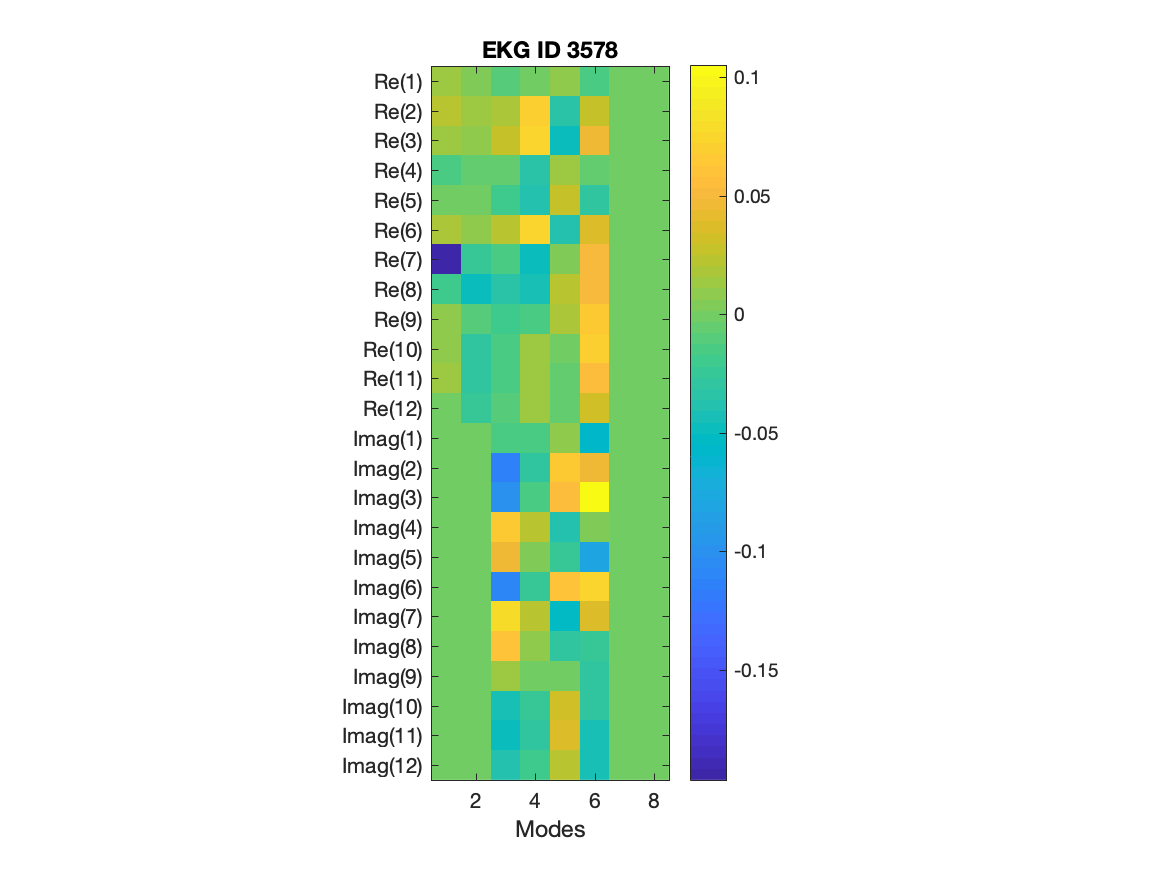 EKG ID 3578
Re(1)
Re(2)
Re(3)
Re(4)
Re(5)
Re(6)
Re(7)
Re(8)
Re(9)
Re(10)
Re(11)
Re(12)
Imag(1)
Imag(2)
Imag(3)
Imag(4)
Imag(5)
Imag(6)
Imag(7)
Imag(8)
Imag(9)
Imag(10)
Imag(11)
Imag(12)
2 4 6 8
Modes
0.1
0.05
0
-0.05
-0.1
-0.15